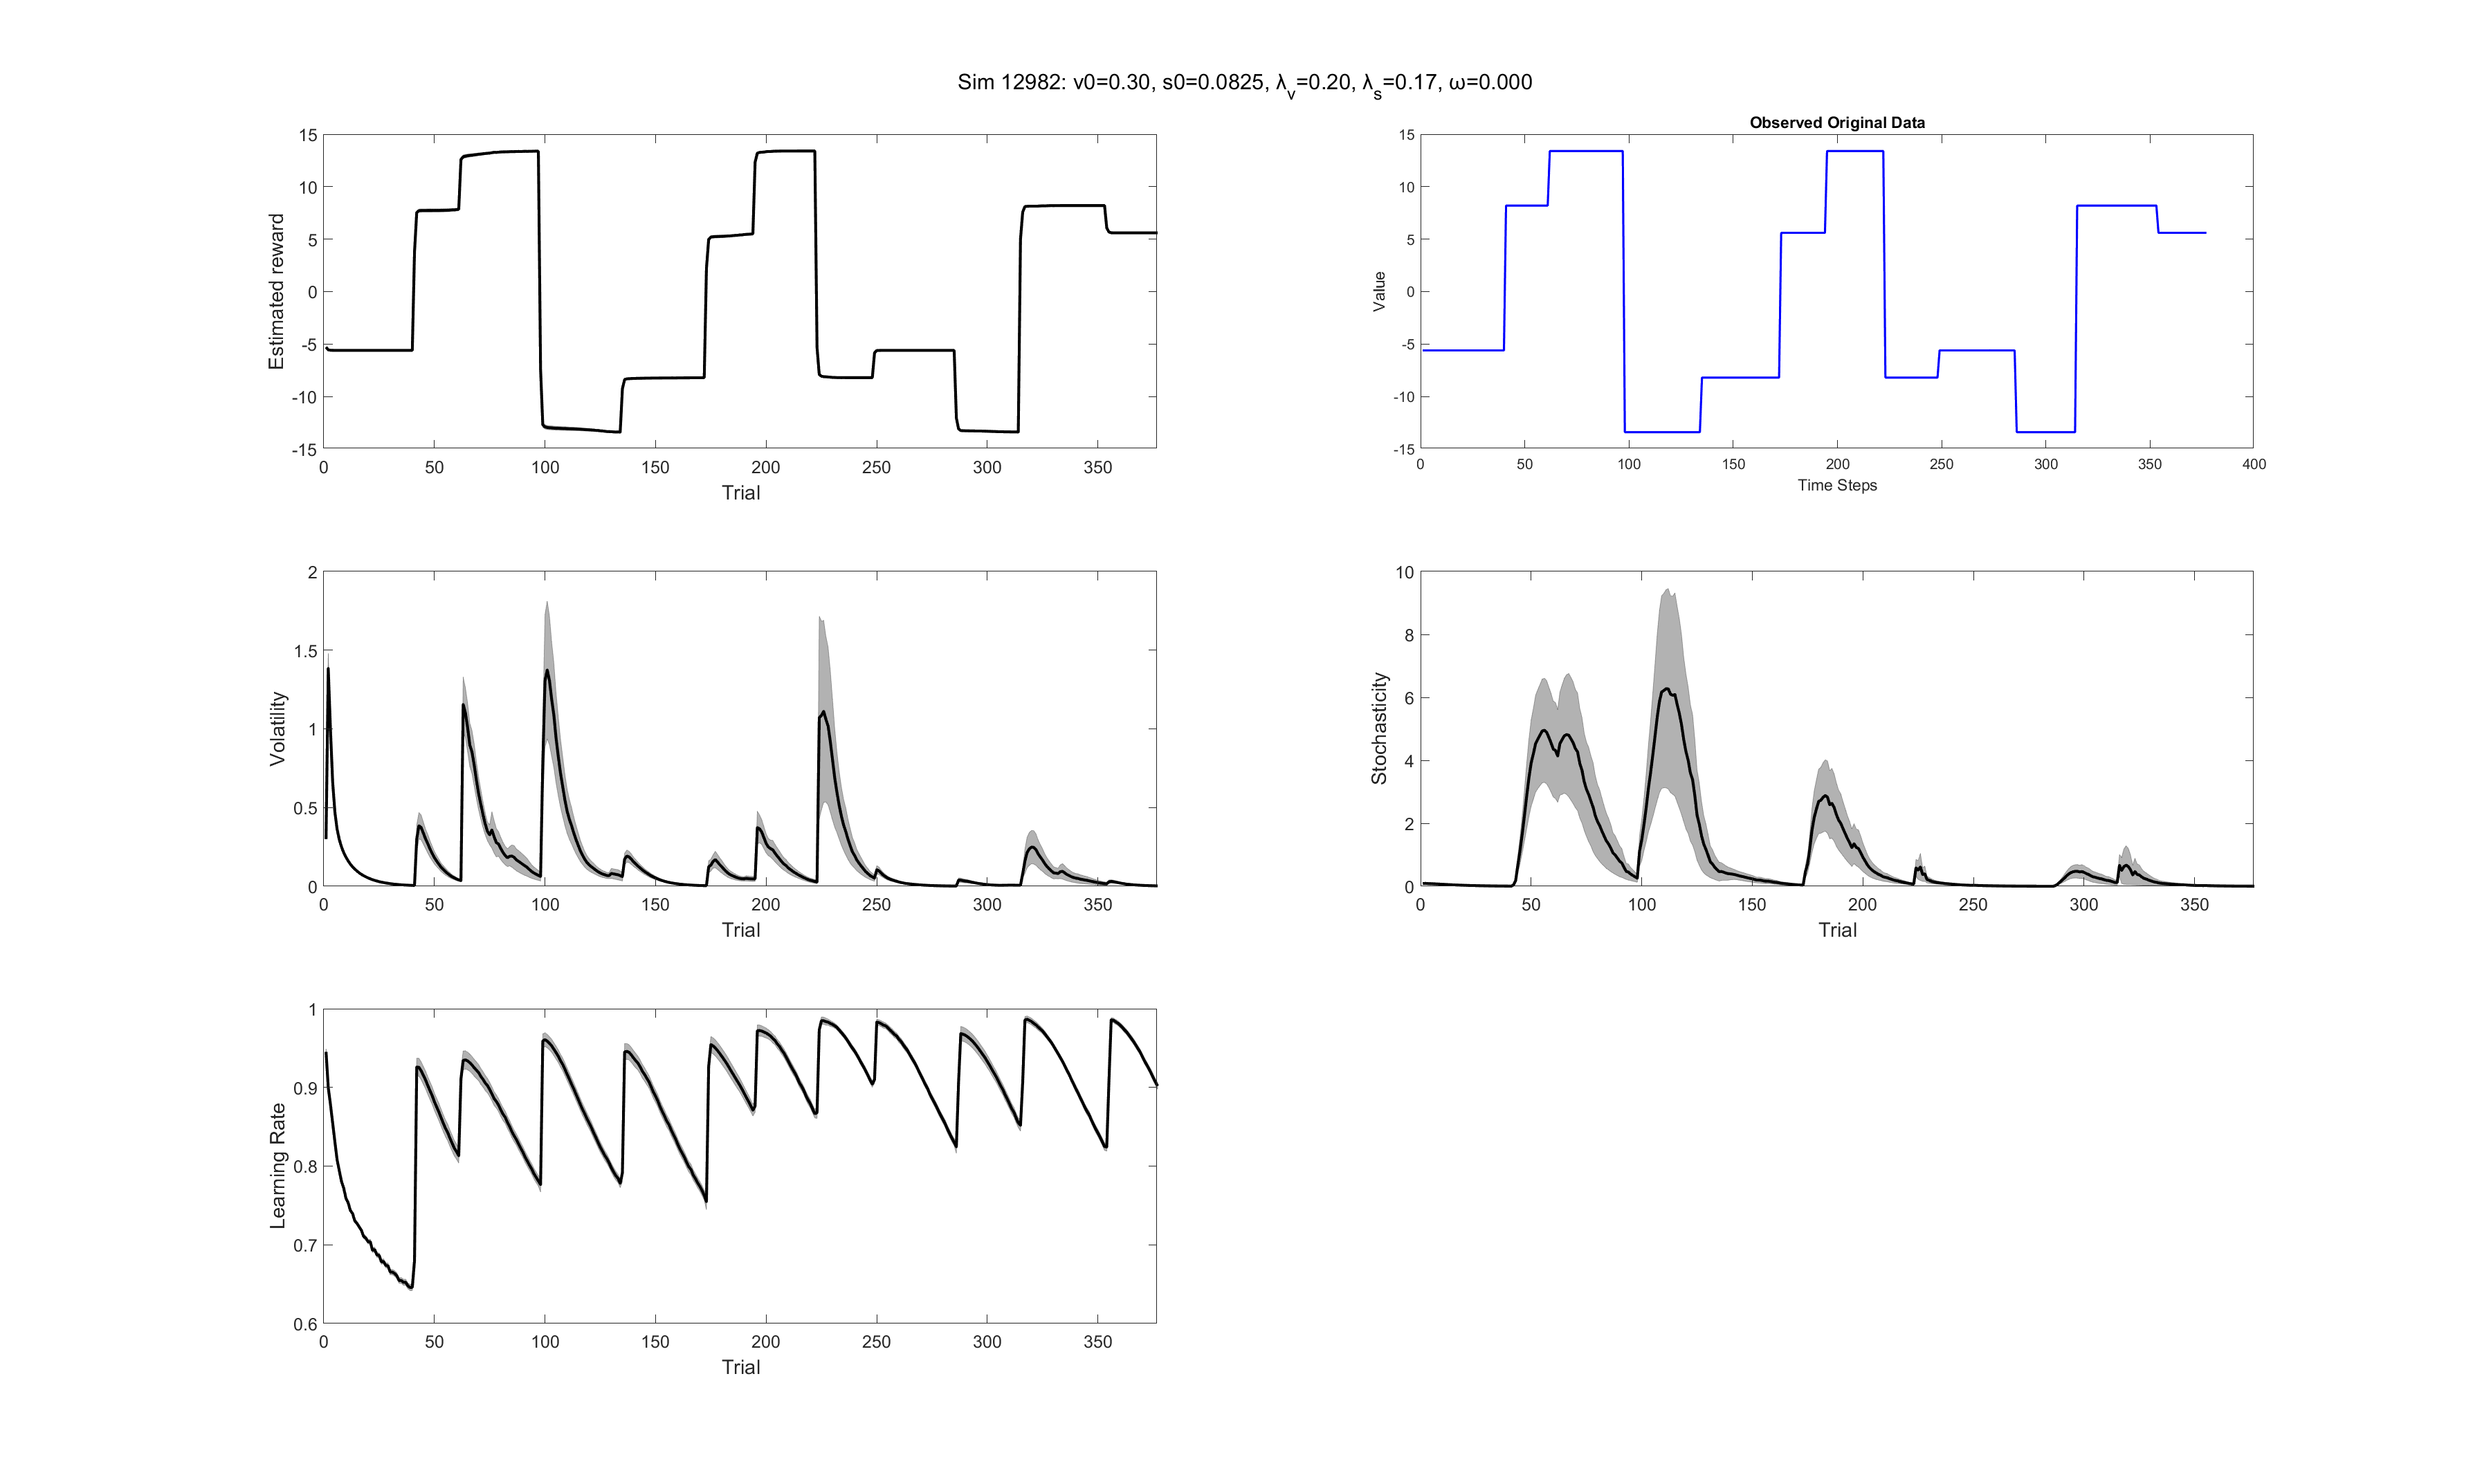 Sim 12982: v0=0.30, s0=0.0825, λv=0.20, λs=0.17, ω=0.000
15
10
5
0
-5
-10
-15
Estimated reward
0 50 100 150 200 250 300 350
Trial
Observed Original Data
15
10
5
0
-5
-10
-15
Value
0 50 100 150 200 250 300 350 400
Time Steps
2
1.5
1
0.5
0
Volatility
0 50 100 150 200 250 300 350
Trial
10
8
6
4
2
0
Stochasticity
0 50 100 150 200 250 300 350
Trial
1
0.9
0.8
0.7
0.6
Learning Rate
0 50 100 150 200 250 300 350
Trial